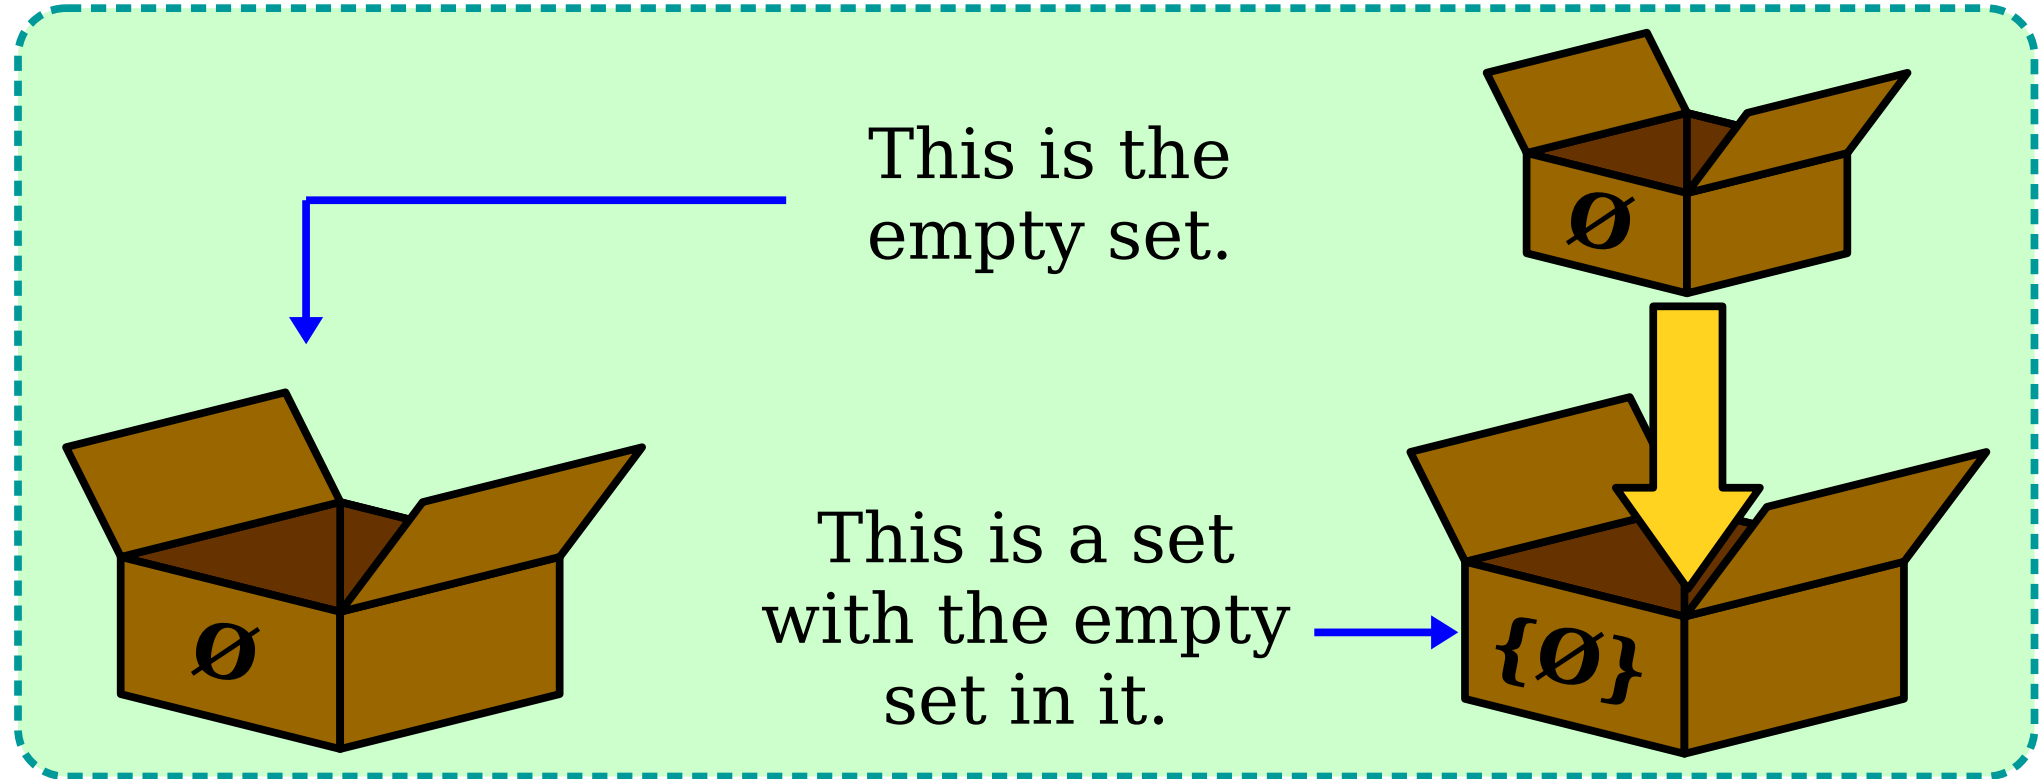 This is the
empty set.
Ø
Ø
This is a set
with the empty
set in it.
{Ø}